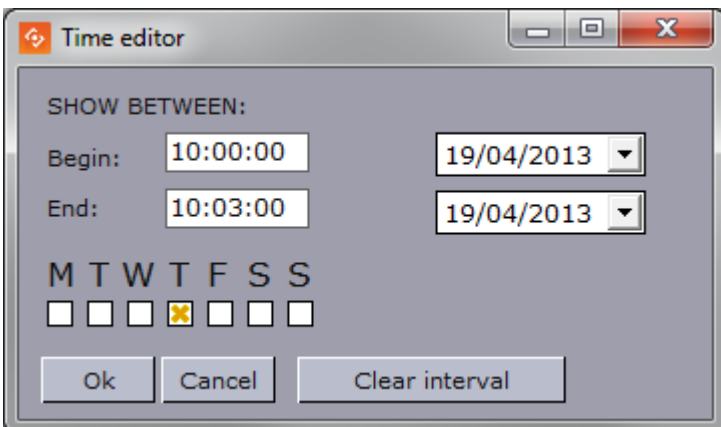 Time editor
SHOW BETWEEN:
Begin: 10:00:00 19/04/2013
End: 10:03:00 19/04/2013
M T W T F S S
Ok Cancel Clear interval